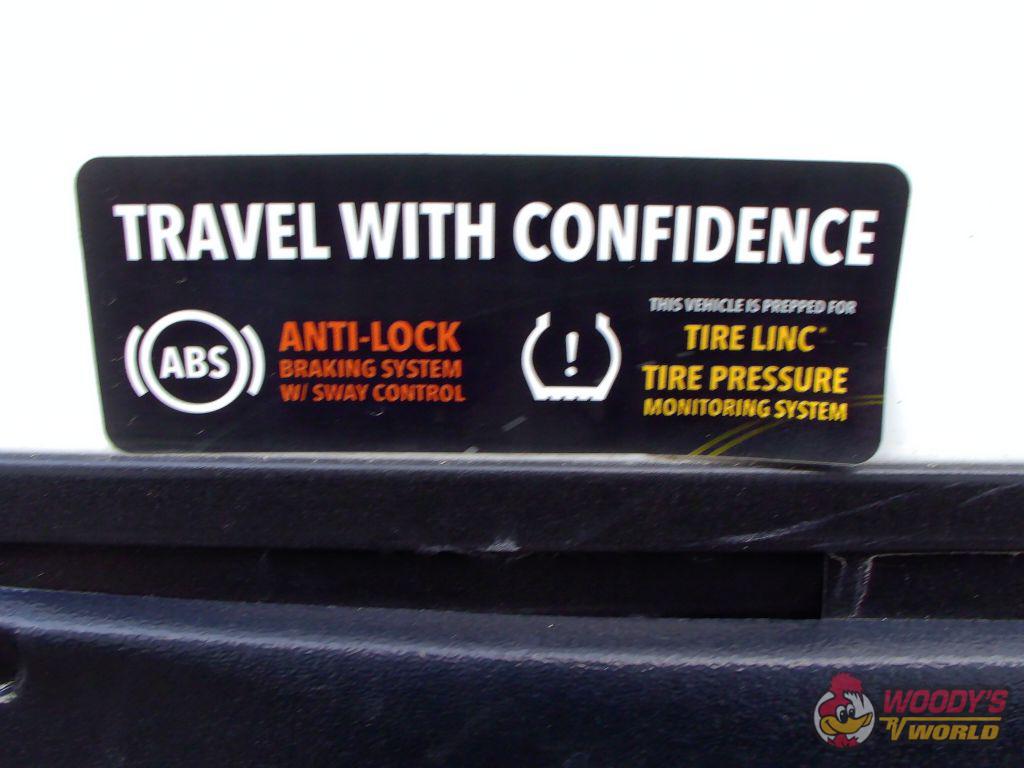 TRAVEL WITH CONFIDENCE
ABS
ANTI-LOCK
BRAKING SYSTEM
W/ SWAY CONTROL
!
THIS VEHICLE IS PREPPED FOR
TIRE LINC
TIRE PRESSURE
MONITORING SYSTEM
WOODY'S
RV WORLD